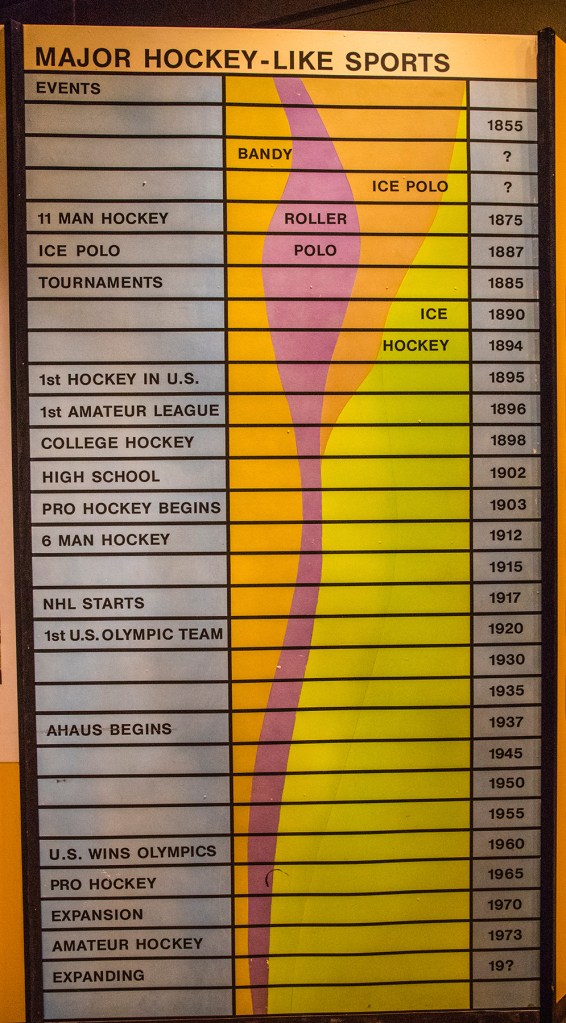 MAJOR HOCKEY-LIKE SPORTS
EVENTS
1855
BANDY ?
ICE POLO ?
11 MAN HOCKEY ROLLER 1875
ICE POLO POLO 1887
TOURNAMENTS 1885
ICE 1890
HOCKEY 1894
1st HOCKEY IN U.S. 1895
1st AMATEUR LEAGUE 1896
COLLEGE HOCKEY 1898
HIGH SCHOOL 1902
PRO HOCKEY BEGINS 1903
6 MAN HOCKEY 1912
1915
NHL STARTS 1917
1st U.S. OLYMPIC TEAM 1920
1930
1935
AHAUS BEGINS 1937
1945
1950
1955
U.S. WINS OLYMPICS 1960
PRO HOCKEY 1965
EXPANSION 1970
AMATEUR HOCKEY 1973
EXPANDING 19?